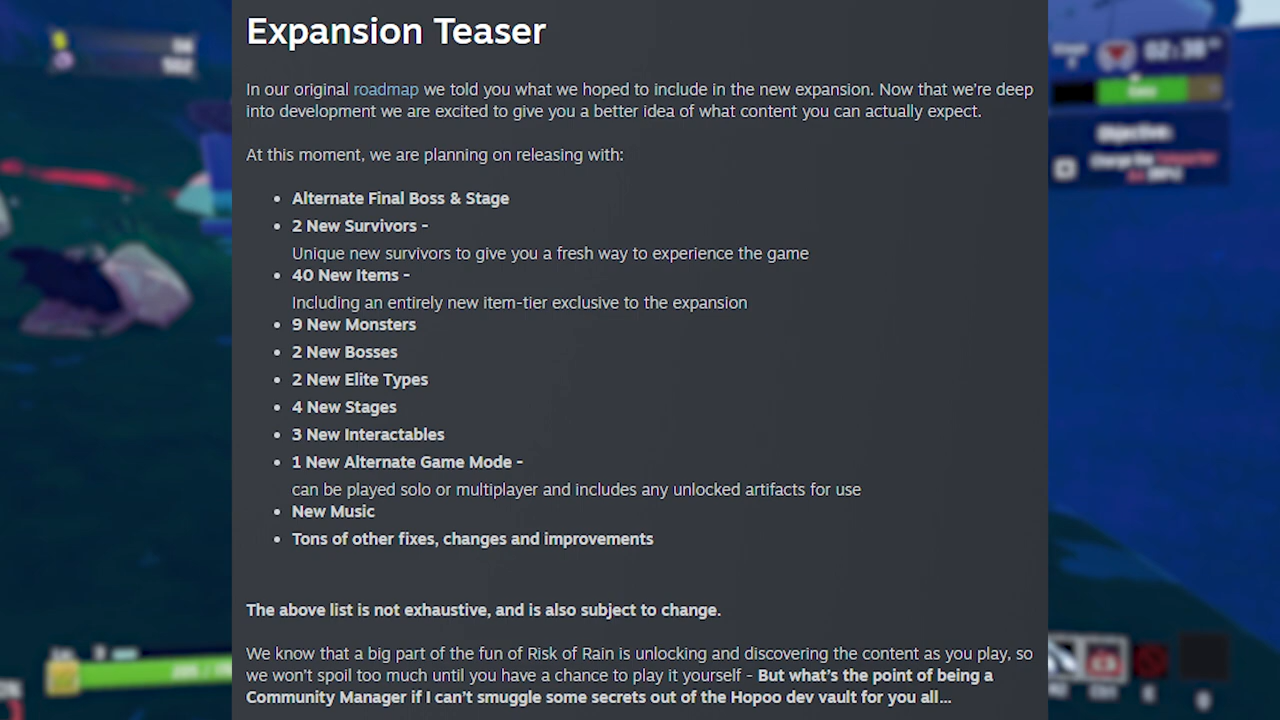 Expansion Teaser
In our original roadmap we told you what we hoped to include in the new expansion. Now that we're deep
into development we are excited to give you a better idea of what content you can actually expect.
At this moment, we are planning on releasing with:
• Alternate Final Boss & Stage
• 2 New Survivors -
Unique new survivors to give you a fresh way to experience the game
• 40 New Items -
Including an entirely new item-tier exclusive to the expansion
• 9 New Monsters
• 2 New Bosses
• 2 New Elite Types
• 4 New Stages
• 3 New Interactables
• 1 New Alternate Game Mode -
can be played solo or multiplayer and includes any unlocked artifacts for use
• New Music
• Tons of other fixes, changes and improvements
The above list is not exhaustive, and is also subject to change.
We know that a big part of the fun of Risk of Rain is unlocking and discovering the content as you play, so
we won't spoil too much until you have a chance to play it yourself - But what's the point of being a
Community Manager if I can't smuggle some secrets out of the Hopoo dev vault for you all...
02:38
Objective:
Charge the